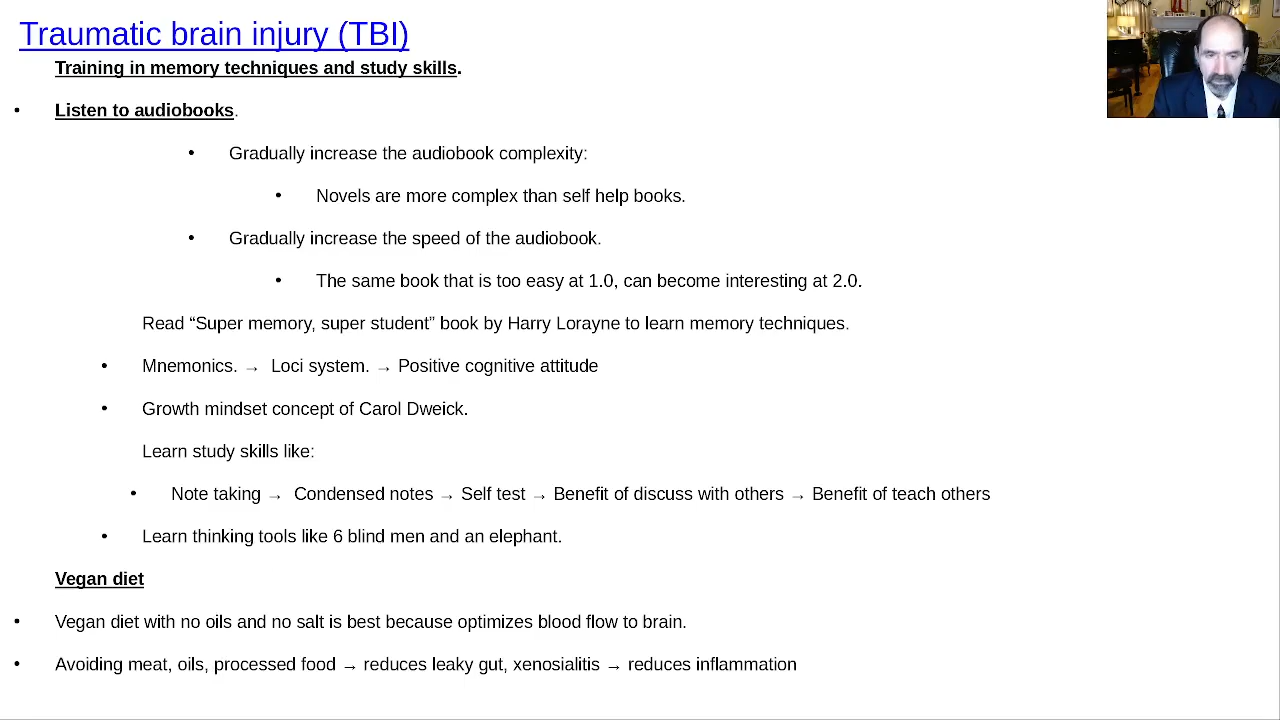 Traumatic brain injury (TBI)
Training in memory techniques and study skills.
• Listen to audiobooks.
• Gradually increase the audiobook complexity:
• Novels are more complex than self help books.
• Gradually increase the speed of the audiobook.
• The same book that is too easy at 1.0, can become interesting at 2.0.
Read “Super memory, super student” book by Harry Lorayne to learn memory techniques.
• Mnemonics. → Loci system. → Positive cognitive attitude
• Growth mindset concept of Carol Dweick.
Learn study skills like:
• Note taking → Condensed notes → Self test → Benefit of discuss with others → Benefit of teach others
• Learn thinking tools like 6 blind men and an elephant.
Vegan diet
• Vegan diet with no oils and no salt is best because optimizes blood flow to brain.
• Avoiding meat, oils, processed food → reduces leaky gut, xenosialitis → reduces inflammation